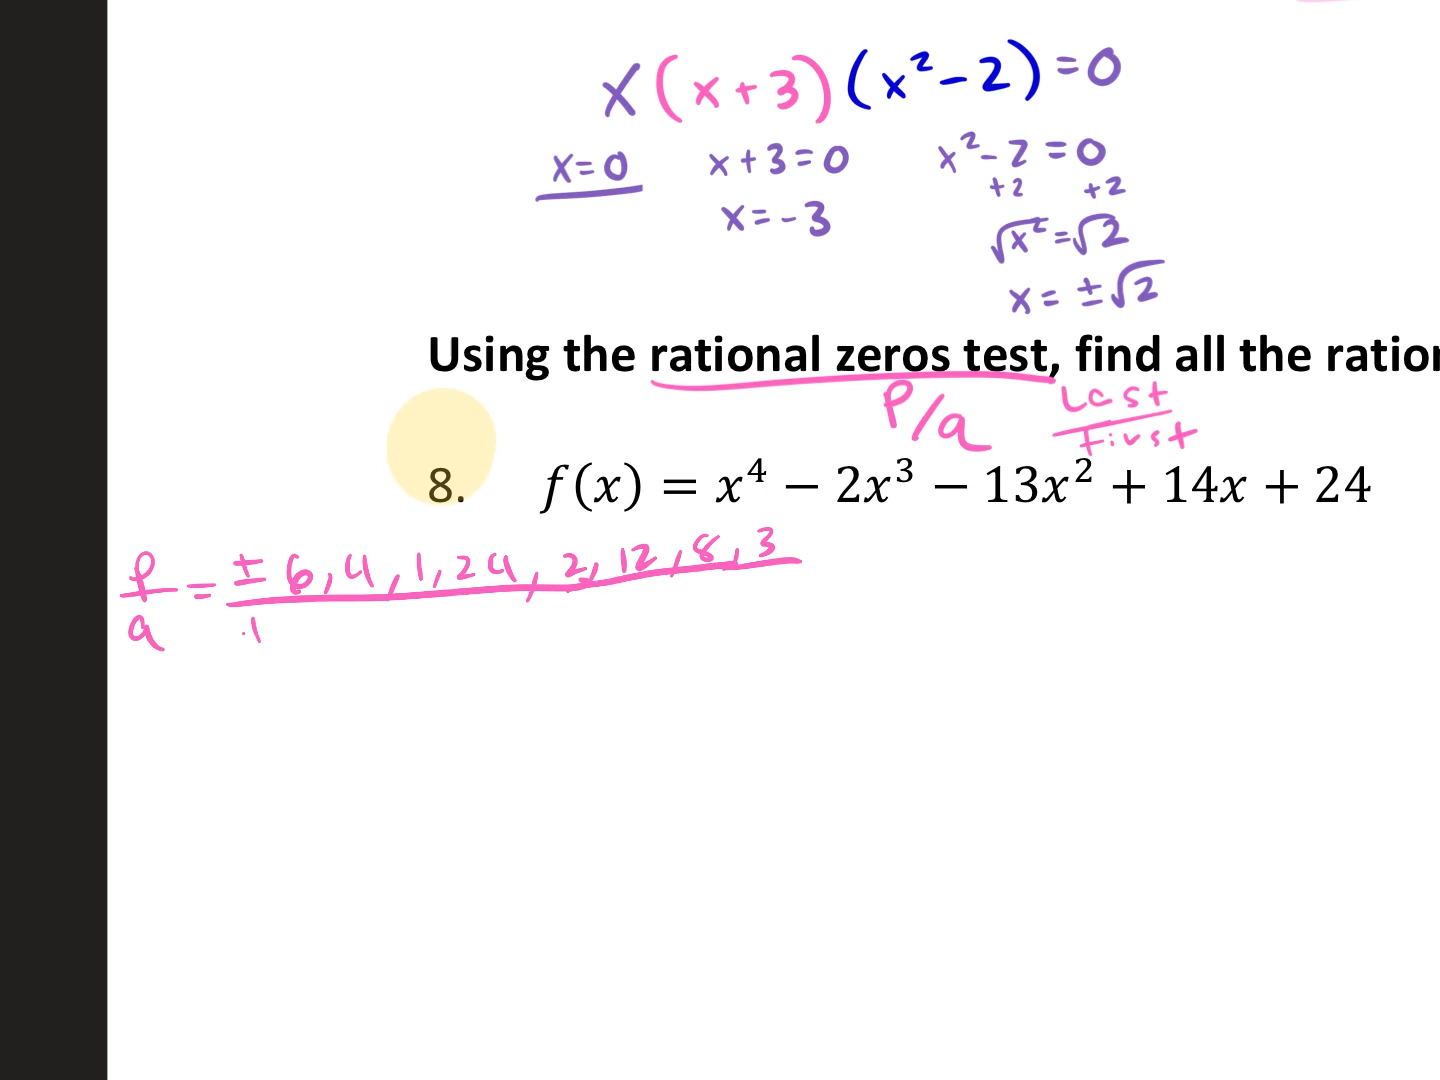 x(x+3)(x²-2)=0
x=0 x+3=0 x²-2=0
+2 +2
x=-3 √x²=√2
x=±√2
Using the rational zeros test, find all the ratio
P/q Last/First
8. f(x) = x⁴ − 2x³ − 13x² + 14x + 24
p/q = ± 6, 4, 1, 24, 2, 12, 8, 3
1